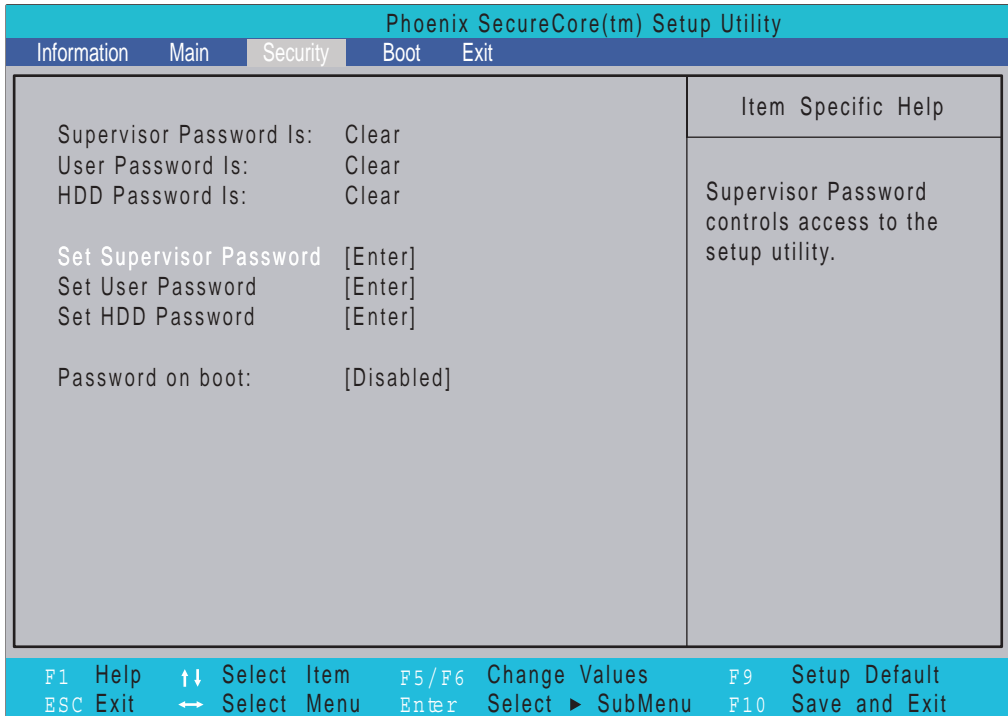 Phoenix SecureCore(tm) Setup Utility
Information Main Security Boot Exit
Item Specific Help
Supervisor Password Is: Clear
User Password Is: Clear
HDD Password Is: Clear
Supervisor Password
controls access to the
setup utility.
Set Supervisor Password [Enter]
Set User Password [Enter]
Set HDD Password [Enter]
Password on boot: [Disabled]
F1 Help ↑↓ Select Item F5/F6 Change Values F9 Setup Default
ESC Exit ↔ Select Menu Enter Select ► SubMenu F10 Save and Exit